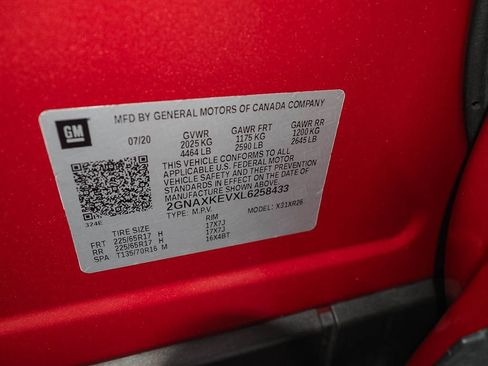 MFD BY GENERAL MOTORS OF CANADA COMPANY
GM
07/20 GVWR GAWR FRT GAWR RR
2025 KG 1175 KG 1200 KG
4464 LB 2590 LB 2645 LB
THIS VEHICLE CONFORMS TO ALL
APPLICABLE U.S. FEDERAL MOTOR
VEHICLE SAFETY AND THEFT PREVENTION
STANDARDS IN EFFECT ON THE DATE OF
MANUFACTURE SHOWN ABOVE.
2GNAXKEVXL6258433
TYPE: M.P.V. MODEL: X31XR26
324E
TIRE SIZE RIM
FRT 225/65R17 H 17X7J
RR 225/65R17 H 17X7J
SPA T135/70R16 M 16X4BT